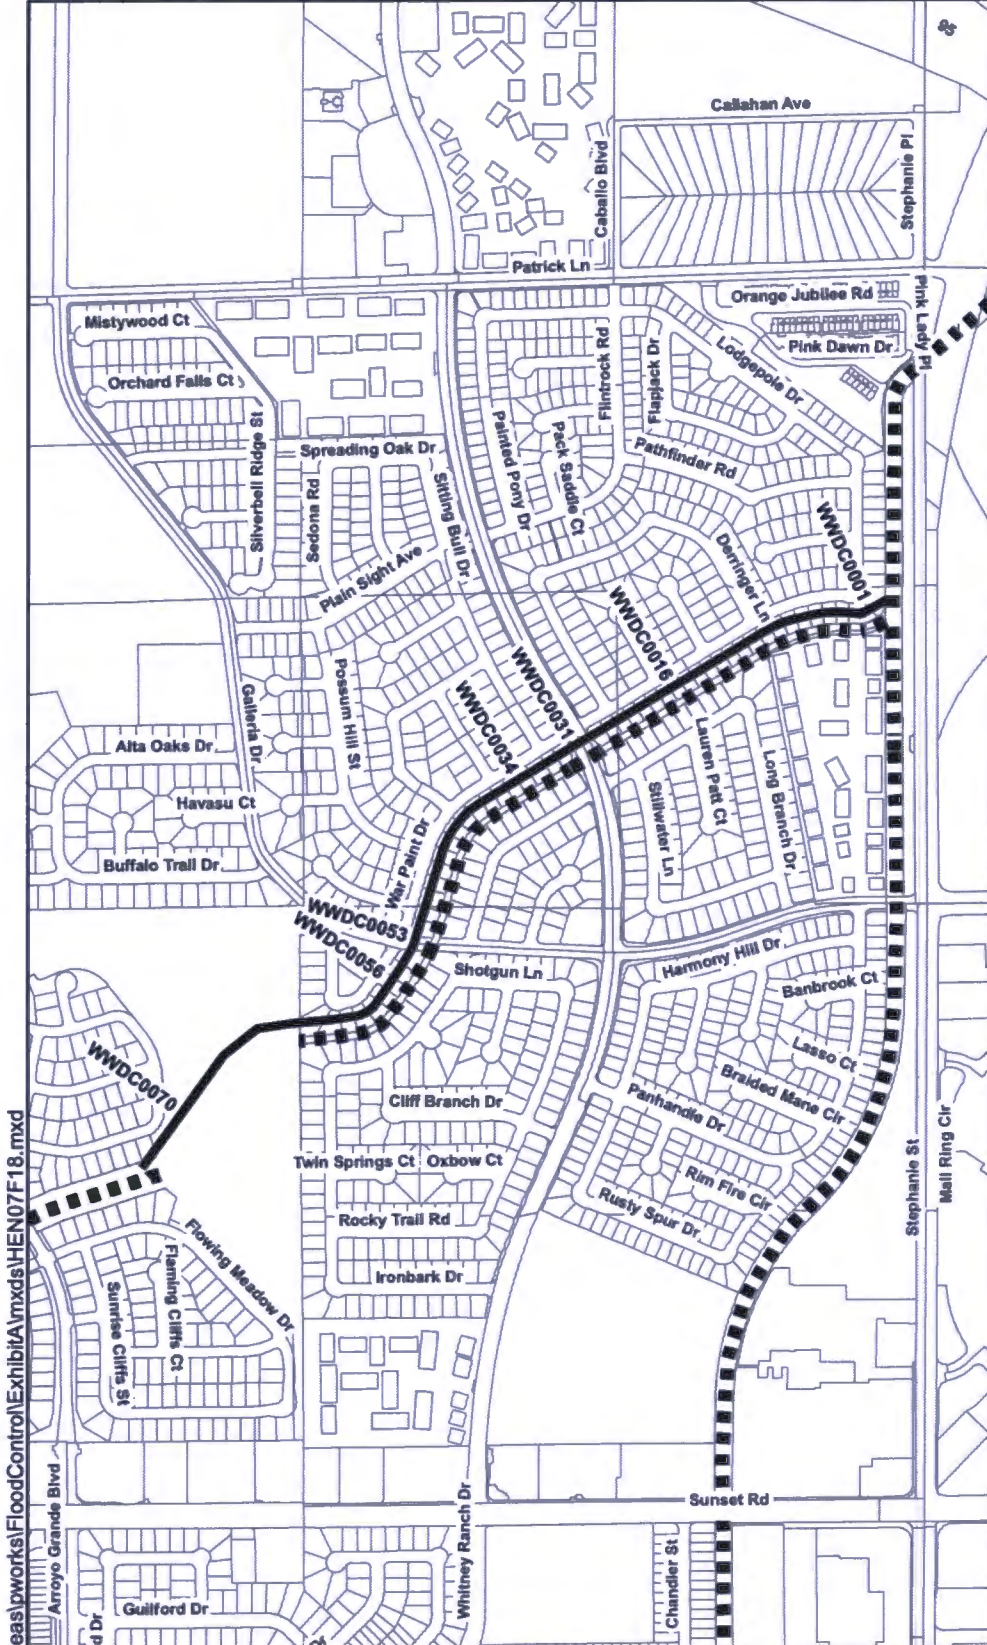 95
Callahan Ave
Caballo Blvd
Stephanie Pl
Patrick Ln
Orange Jubilee Rd
Pink Lady Pl
Mistywood Ct
Pink Dawn Dr
Lodgepole Dr
Flintrock Rd
Flapjack Dr
Orchard Falls Ct
Silverbell Ridge St
Spreading Oak Dr
Painted Pony Dr
Pack Saddle Ct
Pathfinder Rd
Sedona Rd
Sitting Bull Dr
WWDC0001
Derringer Ln
Plain Sight Ave
WWDC0016
WWDC0031
WWDC0034
Possum Hill St
Galleria Dr
Alta Oaks Dr
Lauren Patt Ct
Long Branch Dr
Stillwater Ln
Havasu Ct
Buffalo Trail Dr
War Paint Dr
WWDC0053
WWDC0056
Shotgun Ln
Harmony Hill Dr
Banbrook Ct
WWDC0070
Lasso Ct
Braided Mane Cir
Cliff Branch Dr
Panhandle Dr
Twin Springs Ct
Oxbow Ct
Rim Fire Cir
Rusty Spur Dr
Rocky Trail Rd
Stephanie St
Mall Ring Cir
Flowing Meadow Dr
Flaming Cliffs Ct
Sunrise Cliffs St
Ironbark Dr
eas\pworks\FloodControl\ExhibitA\mxds\HEN07F18.mxd
Arroyo Grande Blvd
Sunset Rd
Whitney Ranch Dr
Chandler St
Guilford Dr
d Dr